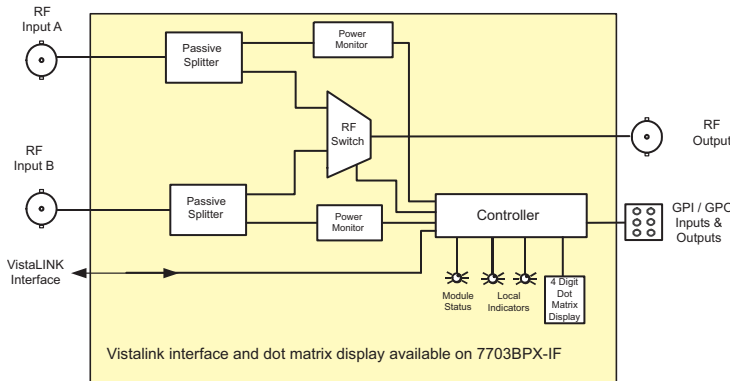 RF
Input A
Passive
Splitter
Power
Monitor
RF
Switch
RF
Output
RF
Input B
Passive
Splitter
Power
Monitor
Controller
GPI / GPO
Inputs &
Outputs
VistaLINK
Interface
Module
Status
Local
Indicators
4 Digit
Dot
Matrix
Display
Vistalink interface and dot matrix display available on 7703BPX-IF